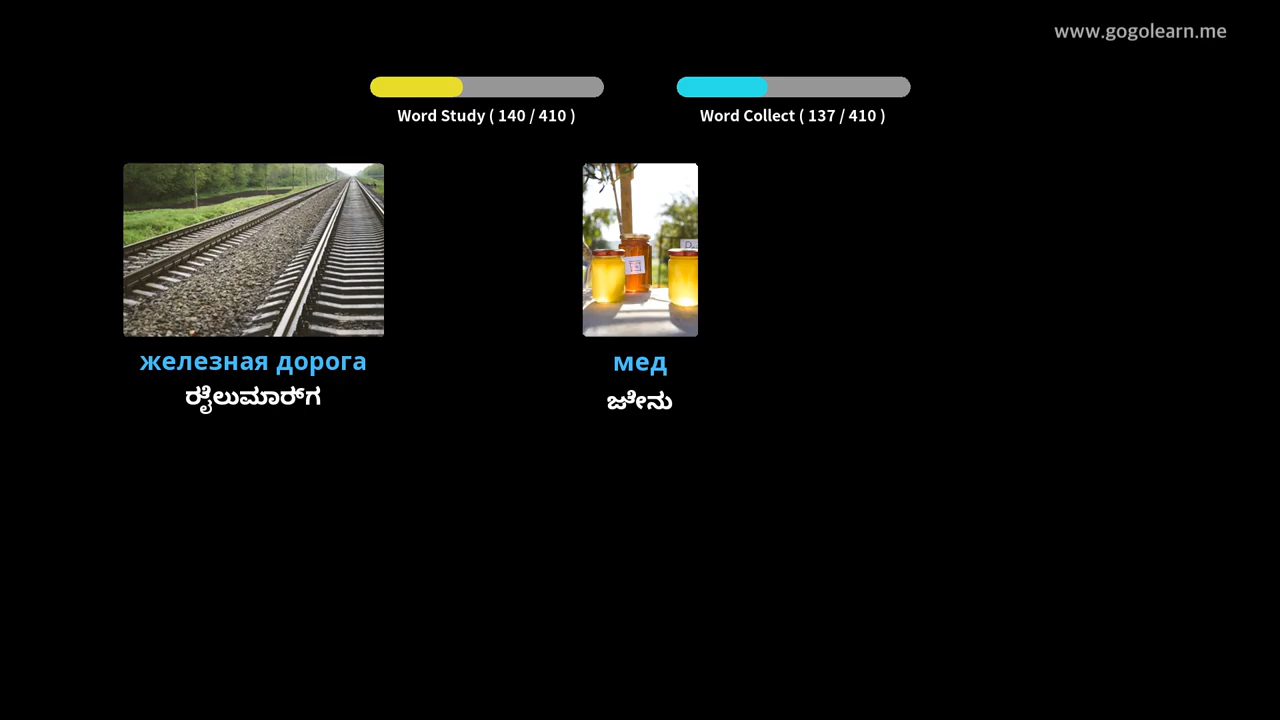 www.gogolearn.me
Word Study ( 140 / 410 )
Word Collect ( 137 / 410 )
железная дорога
ರೈಲುಮಾರ್ಗ
мед
ಜೇನು